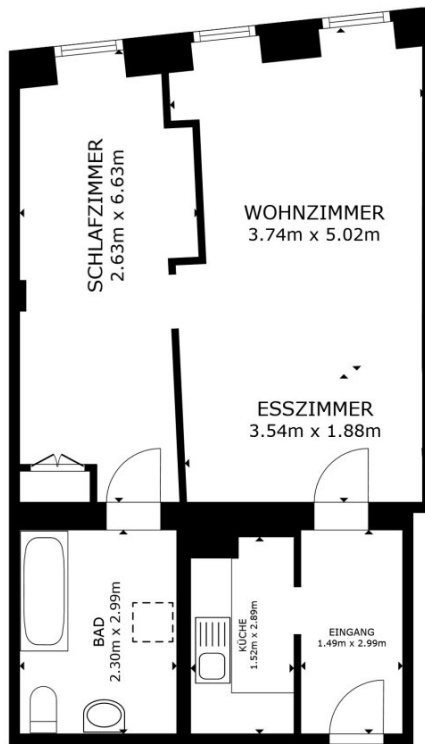 SCHLAFZIMMER
2.63m x 6.63m
WOHNZIMMER
3.74m x 5.02m
ESSZIMMER
3.54m x 1.88m
BAD
2.30m x 2.99m
KÜCHE
1.52m x 2.89m
EINGANG
1.49m x 2.99m